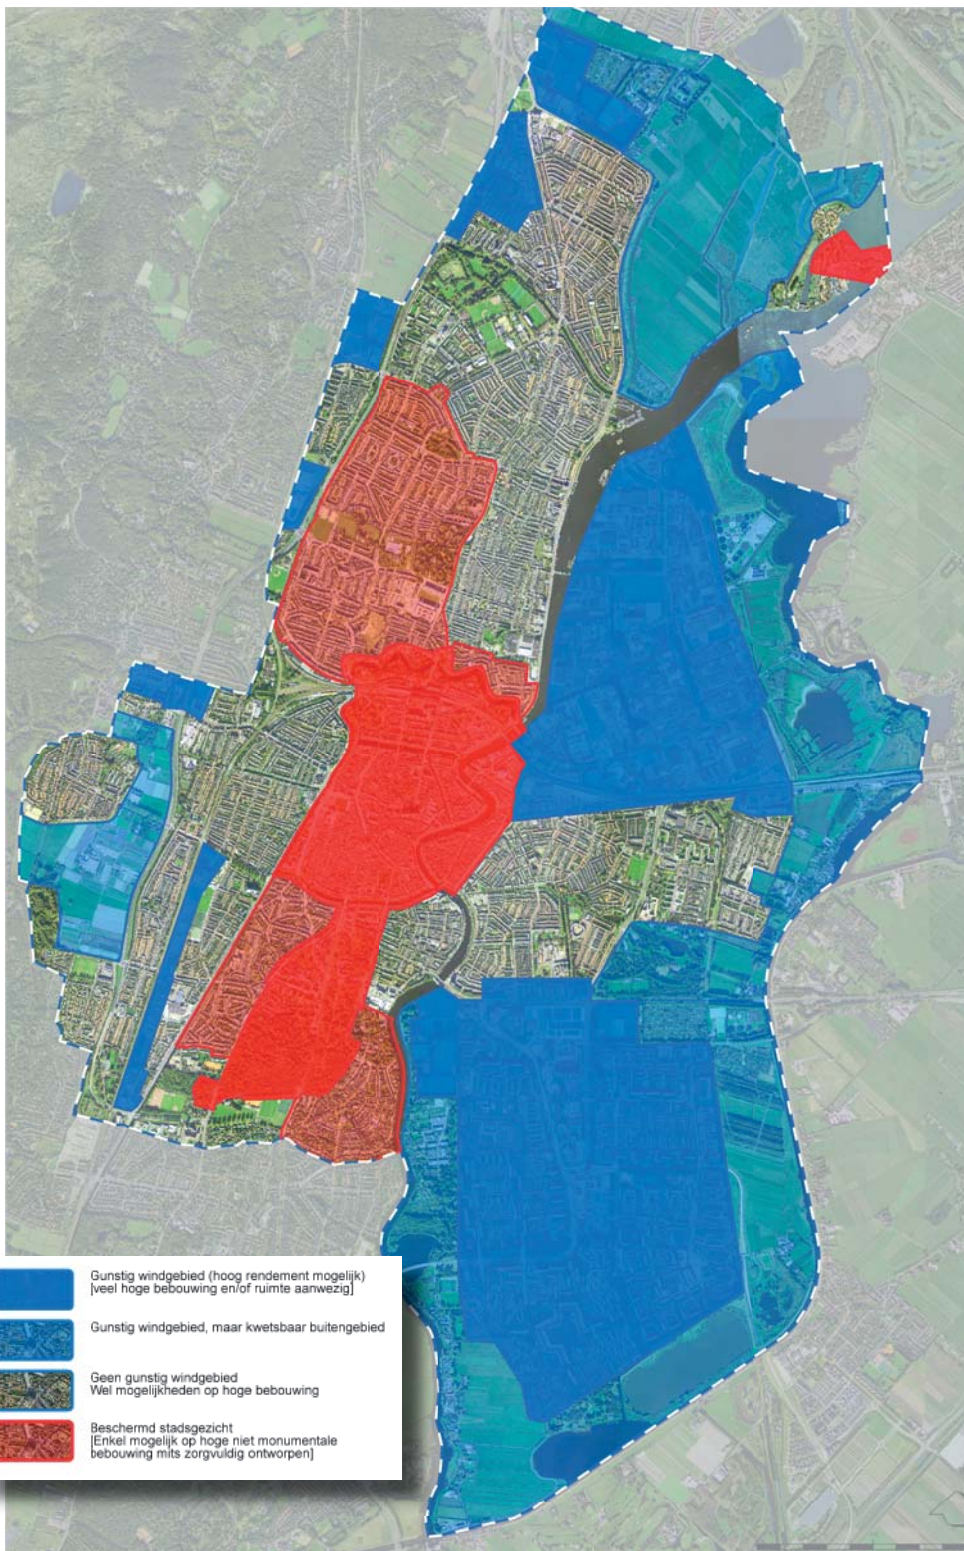 Gunstig windgebied (hoog rendement mogelijk)
[veel hoge bebouwing en/of ruimte aanwezig]
Gunstig windgebied, maar kwetsbaar buitengebied
Geen gunstig windgebied
Wel mogelijkheden op hoge bebouwing
Beschermd stadsgezicht
[Enkel mogelijk op hoge niet monumentale
bebouwing mits zorgvuldig ontworpen]